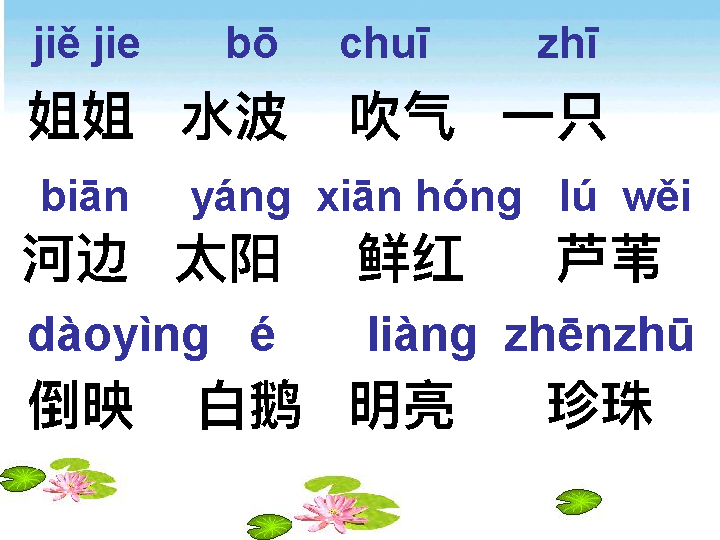 jiě jie bō chuī zhī
姐姐 水波 吹气 一只
biān yáng xiān hóng lú wěi
河边 太阳 鲜红 芦苇
dàoyìng é liàng zhēnzhū
倒映 白鹅 明亮 珍珠